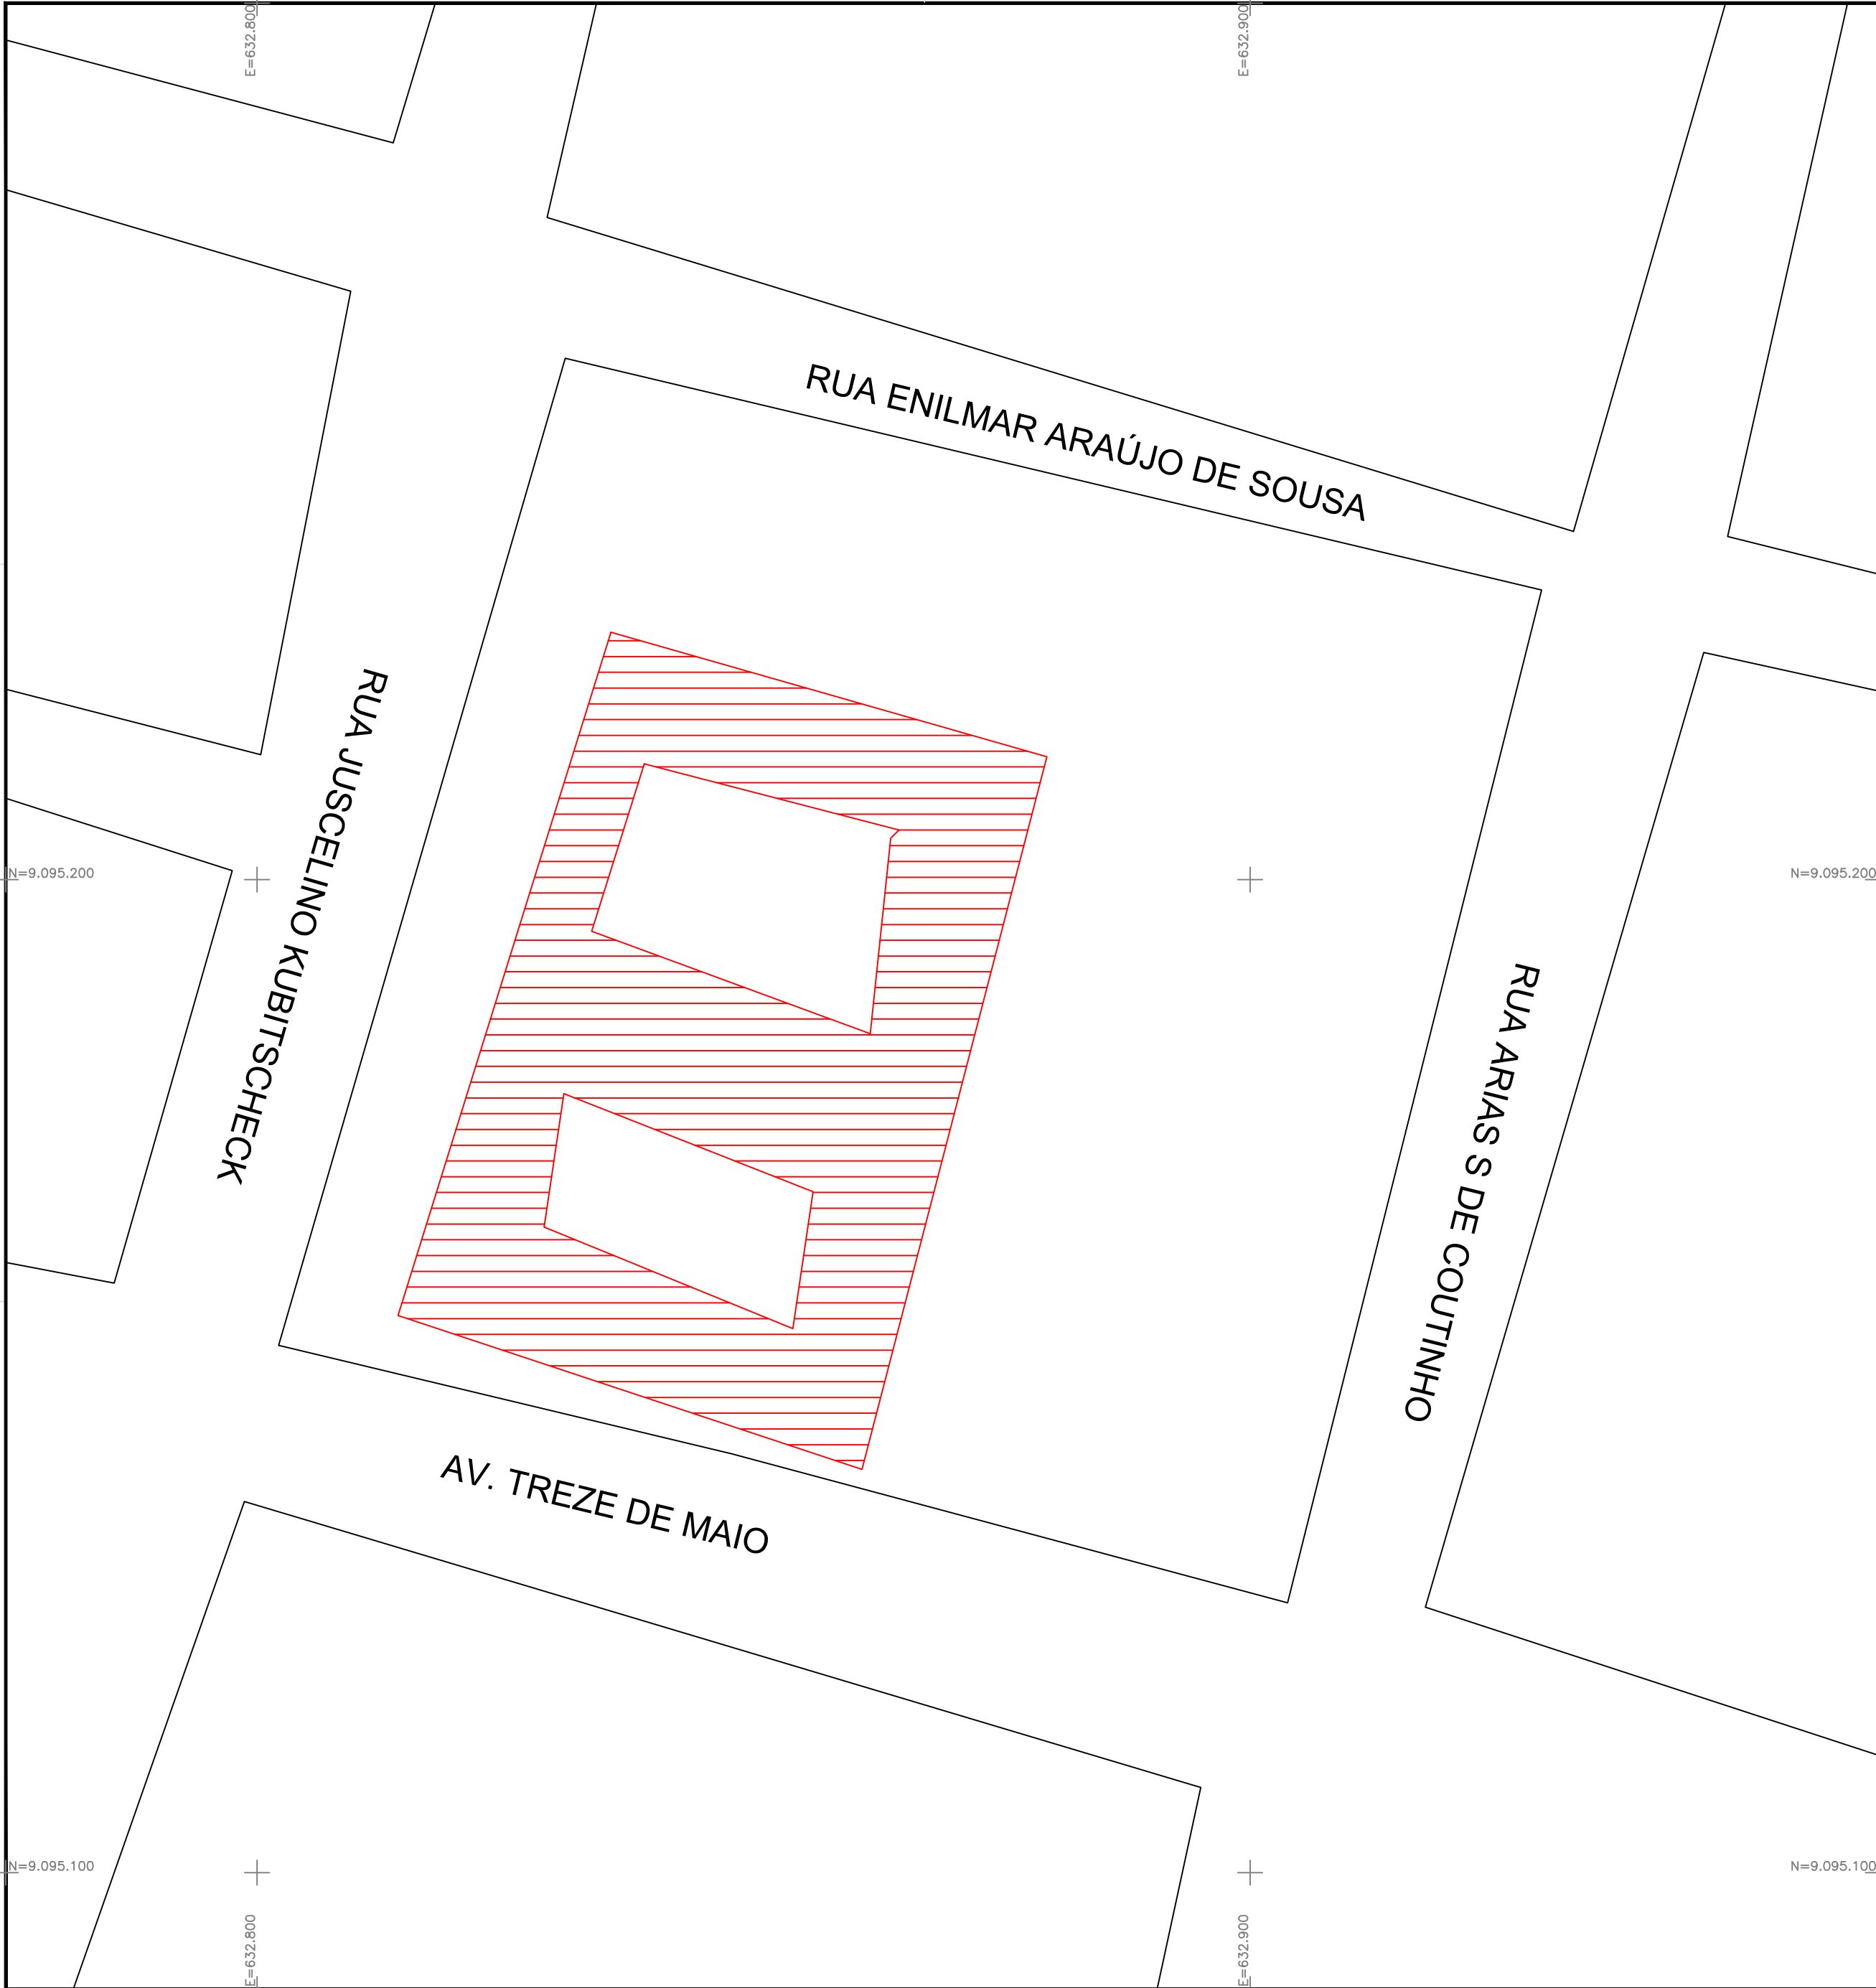 E=632.800
E=632.900
RUA ENILMAR ARAÚJO DE SOUSA
RUA JUSCELINO KUBITSCHECK
N=9.095.200
N=9.095.200
RUA ARIAS S DE COUTINHO
AV. TREZE DE MAIO
N=9.095.100
N=9.095.100
E=632.800
E=632.900